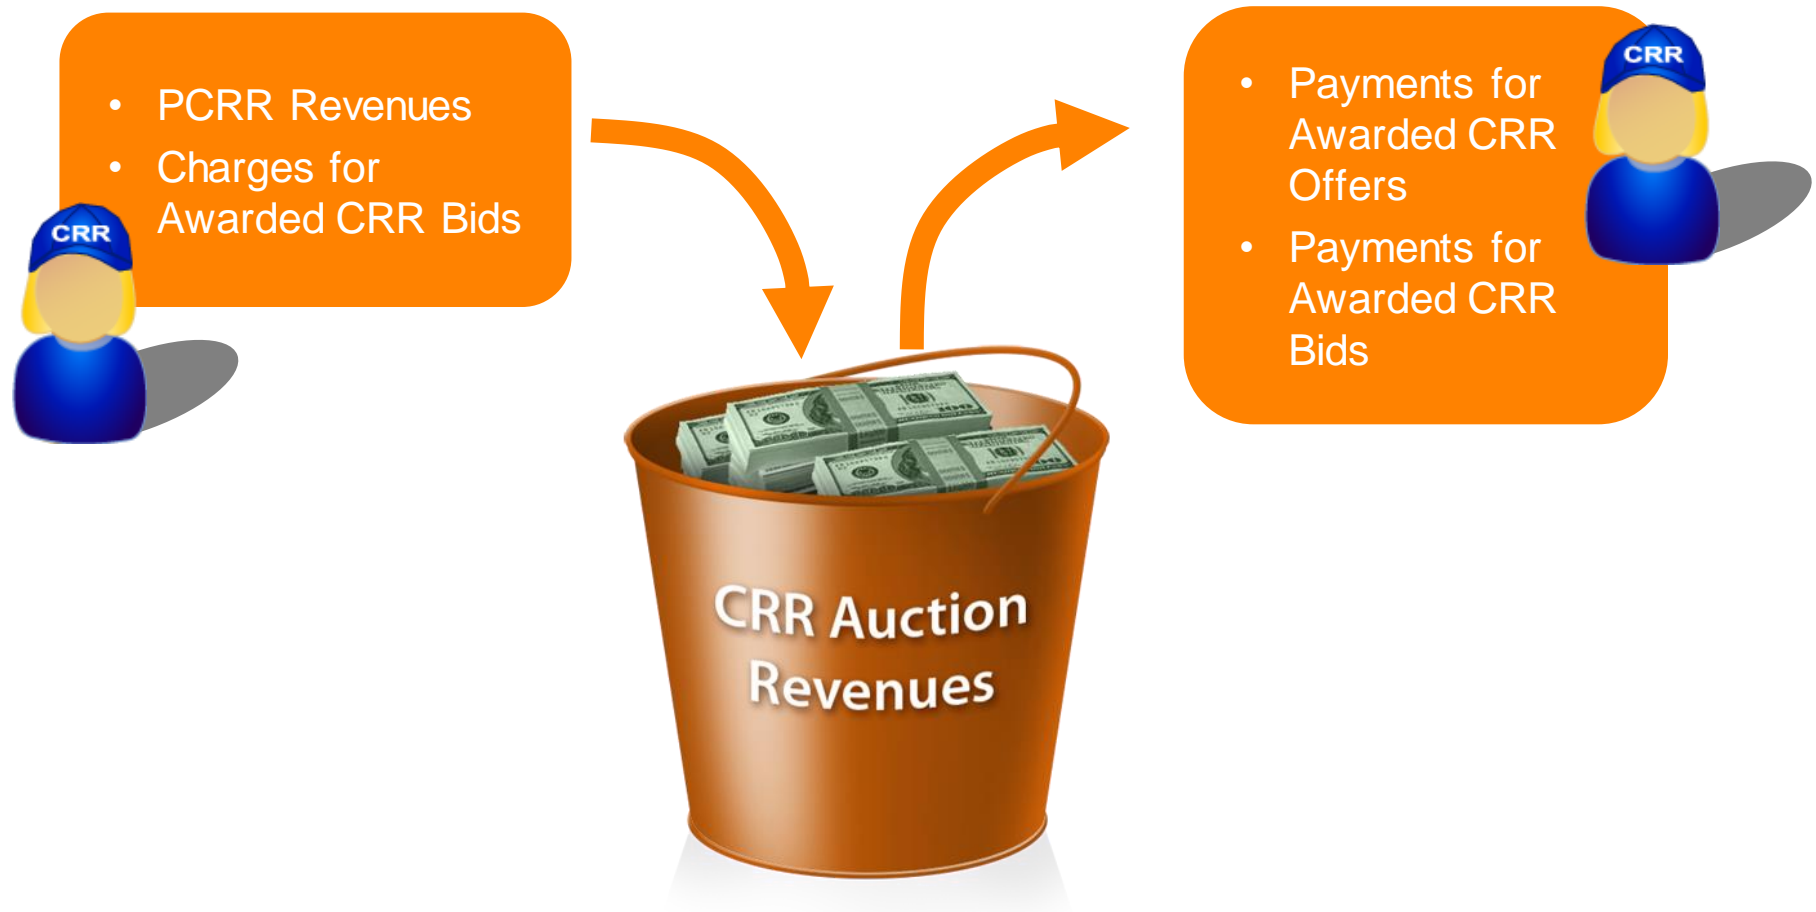 • PCRR Revenues
• Charges for
Awarded CRR Bids
CRR
• Payments for
Awarded CRR
Offers
• Payments for
Awarded CRR
Bids
CRR
CRR Auction
Revenues